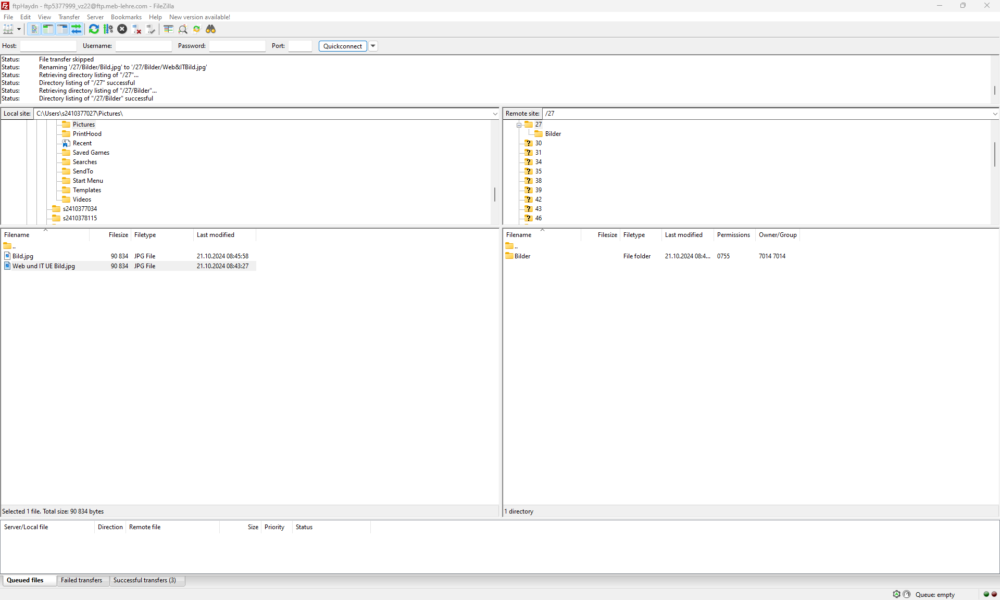 ftpHaydn - ftp5377999_vz22@ftp.meb-lehre.com - FileZilla
File Edit View Transfer Server Bookmarks Help New version available!
Host: Username: Password: Port: Quickconnect
Status: File transfer skipped
Status: Renaming '/27/Bilder/Bild.jpg' to '/27/Bilder/Web&ITBild.jpg'
Status: Retrieving directory listing of "/27"...
Status: Directory listing of "/27" successful
Status: Retrieving directory listing of "/27/Bilder"...
Status: Directory listing of "/27/Bilder" successful
Local site: C:\Users\s2410377027\Pictures\
Pictures
PrintHood
Recent
Saved Games
Searches
SendTo
Start Menu
Templates
Videos
s2410377034
s2410378115
Remote site: /27
27
Bilder
30
31
34
35
38
39
42
43
46
Filename Filesize Filetype Last modified
..
Bild.jpg 90 834 JPG File 21.10.2024 08:45:58
Web und IT UE Bild.jpg 90 834 JPG File 21.10.2024 08:43:27
Selected 1 file. Total size: 90 834 bytes
Filename Filesize Filetype Last modified Permissions Owner/Group
..
Bilder File folder 21.10.2024 08:4... 0755 7014 7014
1 directory
Server/Local file Direction Remote file Size Priority Status
Queued files Failed transfers Successful transfers (3)
Queue: empty